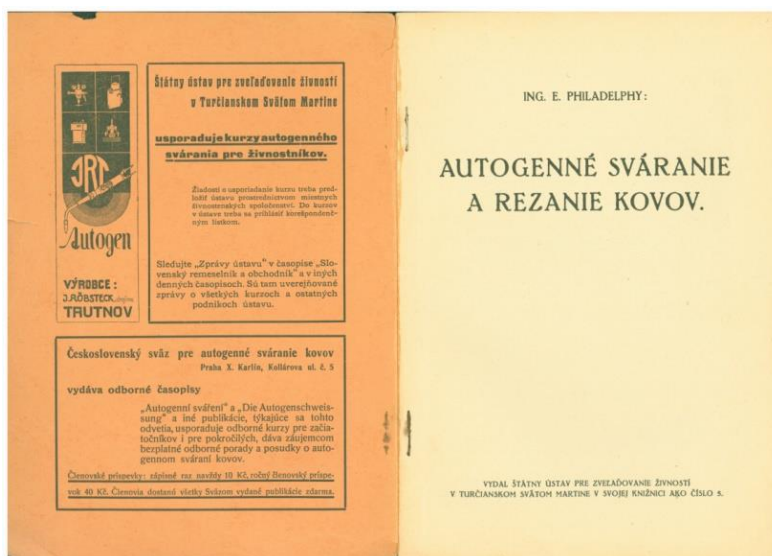 JRT
Autogen
VÝROBCE:
J. RÖBSTECK
TRUTNOV
Štátny ústav pre zveľaďovenie živností
v Turčianskom Svätom Martine
usporaduje kurzy autogenného
svárania pre živnostníkov.
Žiadosti o usporiadanie kurzu treba pred-
ložiť ústavu prostredníctvom miestnych
živnostenských spoločenství. Do kurzov
v ústave treba sa prihlásiť korešpondenč-
ným lístkom.
Sledujte „Zprávy ústavu" v časopise „Slo-
venský remeselník a obchodník" a v iných
denných časopisoch. Sú tam uverejňované
zprávy o všetkých kurzoch a ostatných
podnikoch ústavu.
Československý sväz pre autogenné sváranie kovov
Praha X. Karlín, Kollárova ul. č. 5
vydáva odborné časopisy
„Autogenní sváření" a „Die Autogenschweis-
sung" a iné publikácie, týkajúce sa tohto
odvetia, usporaduje odborné kurzy pre začia-
točníkov i pre pokročilých, dáva záujemcom
bezplatné odborné porady a posudky o auto-
gennom sváraní kovov.
Členovské príspevky: zápisné raz navždy 10 Kč, ročný členovský príspe-
vok 40 Kč. Členovia dostanú všetky Sväzom vydané publikácie zdarma.
ING. E. PHILADELPHY:
AUTOGENNÉ SVÁRANIE
A REZANIE KOVOV.
VYDAL ŠTÁTNY ÚSTAV PRE ZVEĽAĎOVANIE ŽIVNOSTÍ
V TURČIANSKOM SVÄTOM MARTINE V SVOJEJ KNIŽNICI AKO ČÍSLO 5.